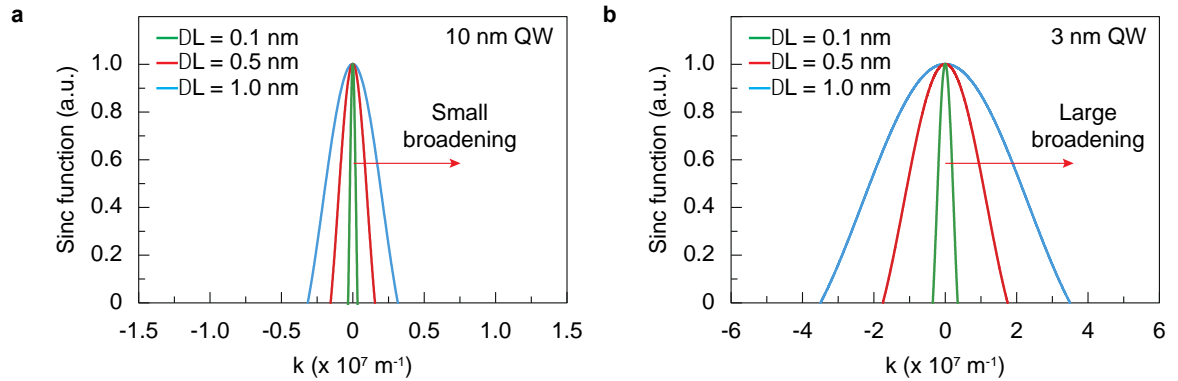 a
DL = 0.1 nm
DL = 0.5 nm
DL = 1.0 nm
10 nm QW
Small
broadening
Sinc function (a.u.)
1.0
0.8
0.6
0.4
0.2
0
-1.5
-1.0
-0.5
0
0.5
1.0
1.5
k (x 10⁷ m⁻¹)
b
DL = 0.1 nm
DL = 0.5 nm
DL = 1.0 nm
3 nm QW
Large
broadening
Sinc function (a.u.)
1.0
0.8
0.6
0.4
0.2
0
-6
-4
-2
0
2
4
6
k (x 10⁷ m⁻¹)